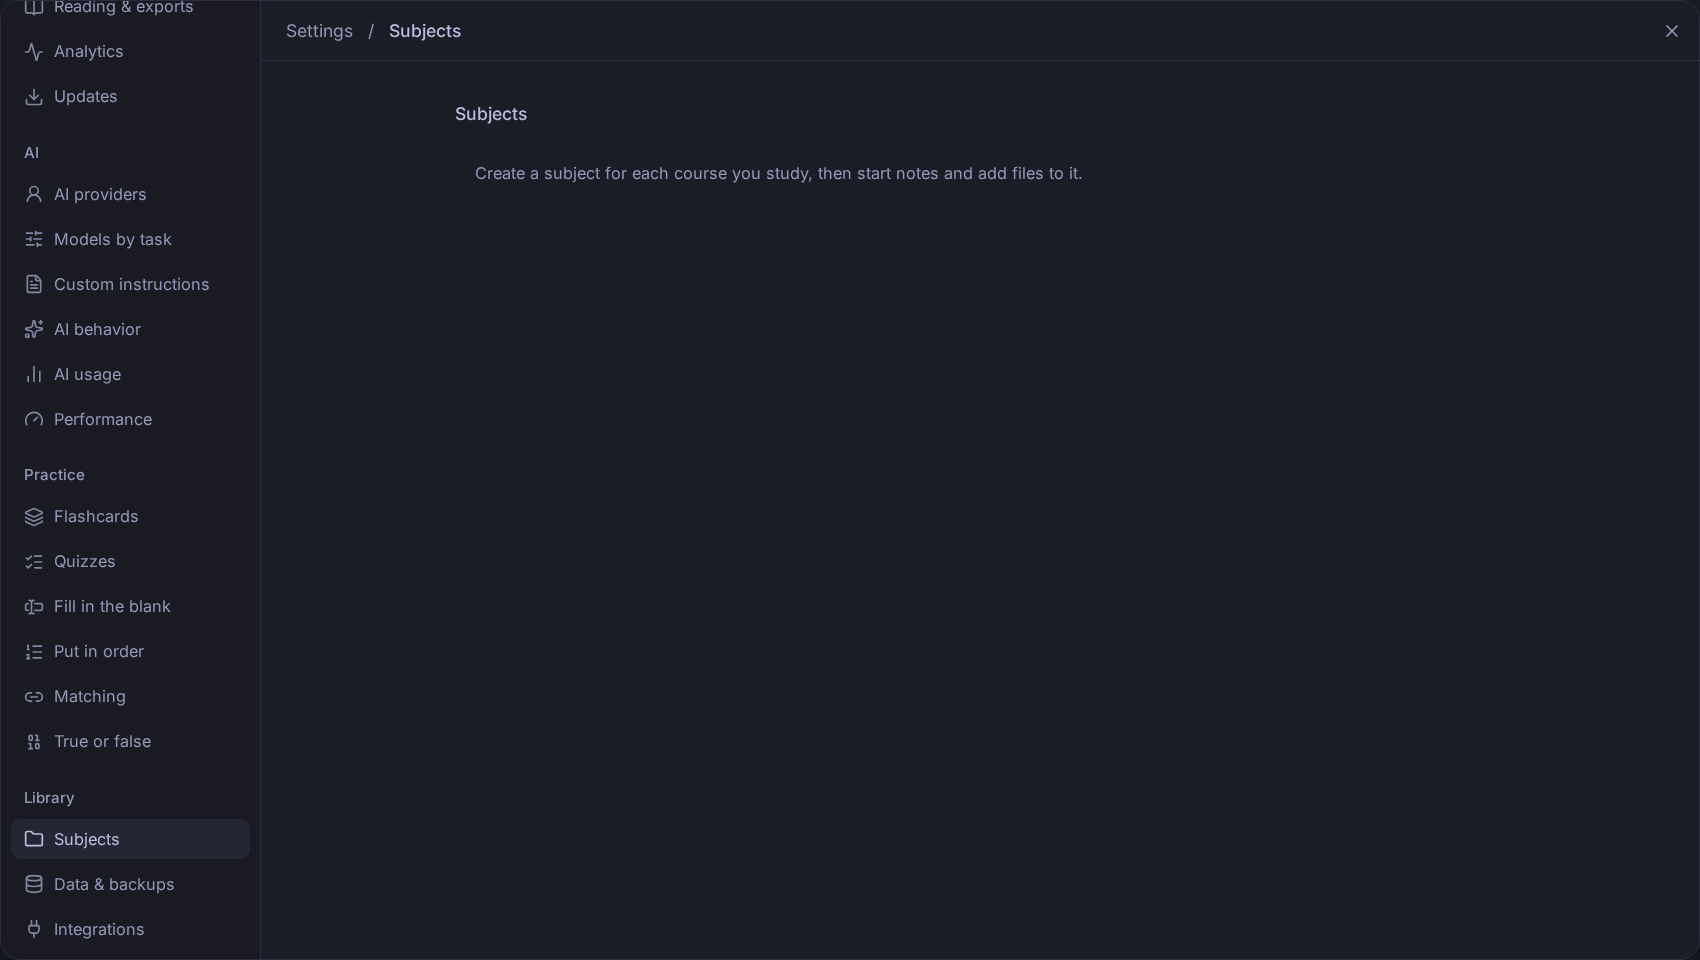 Reading & exports
Analytics
Updates
AI
AI providers
Models by task
Custom instructions
AI behavior
AI usage
Performance
Practice
Flashcards
Quizzes
Fill in the blank
Put in order
Matching
True or false
Library
Subjects
Data & backups
Integrations
Settings / Subjects
Subjects
Create a subject for each course you study, then start notes and add files to it.